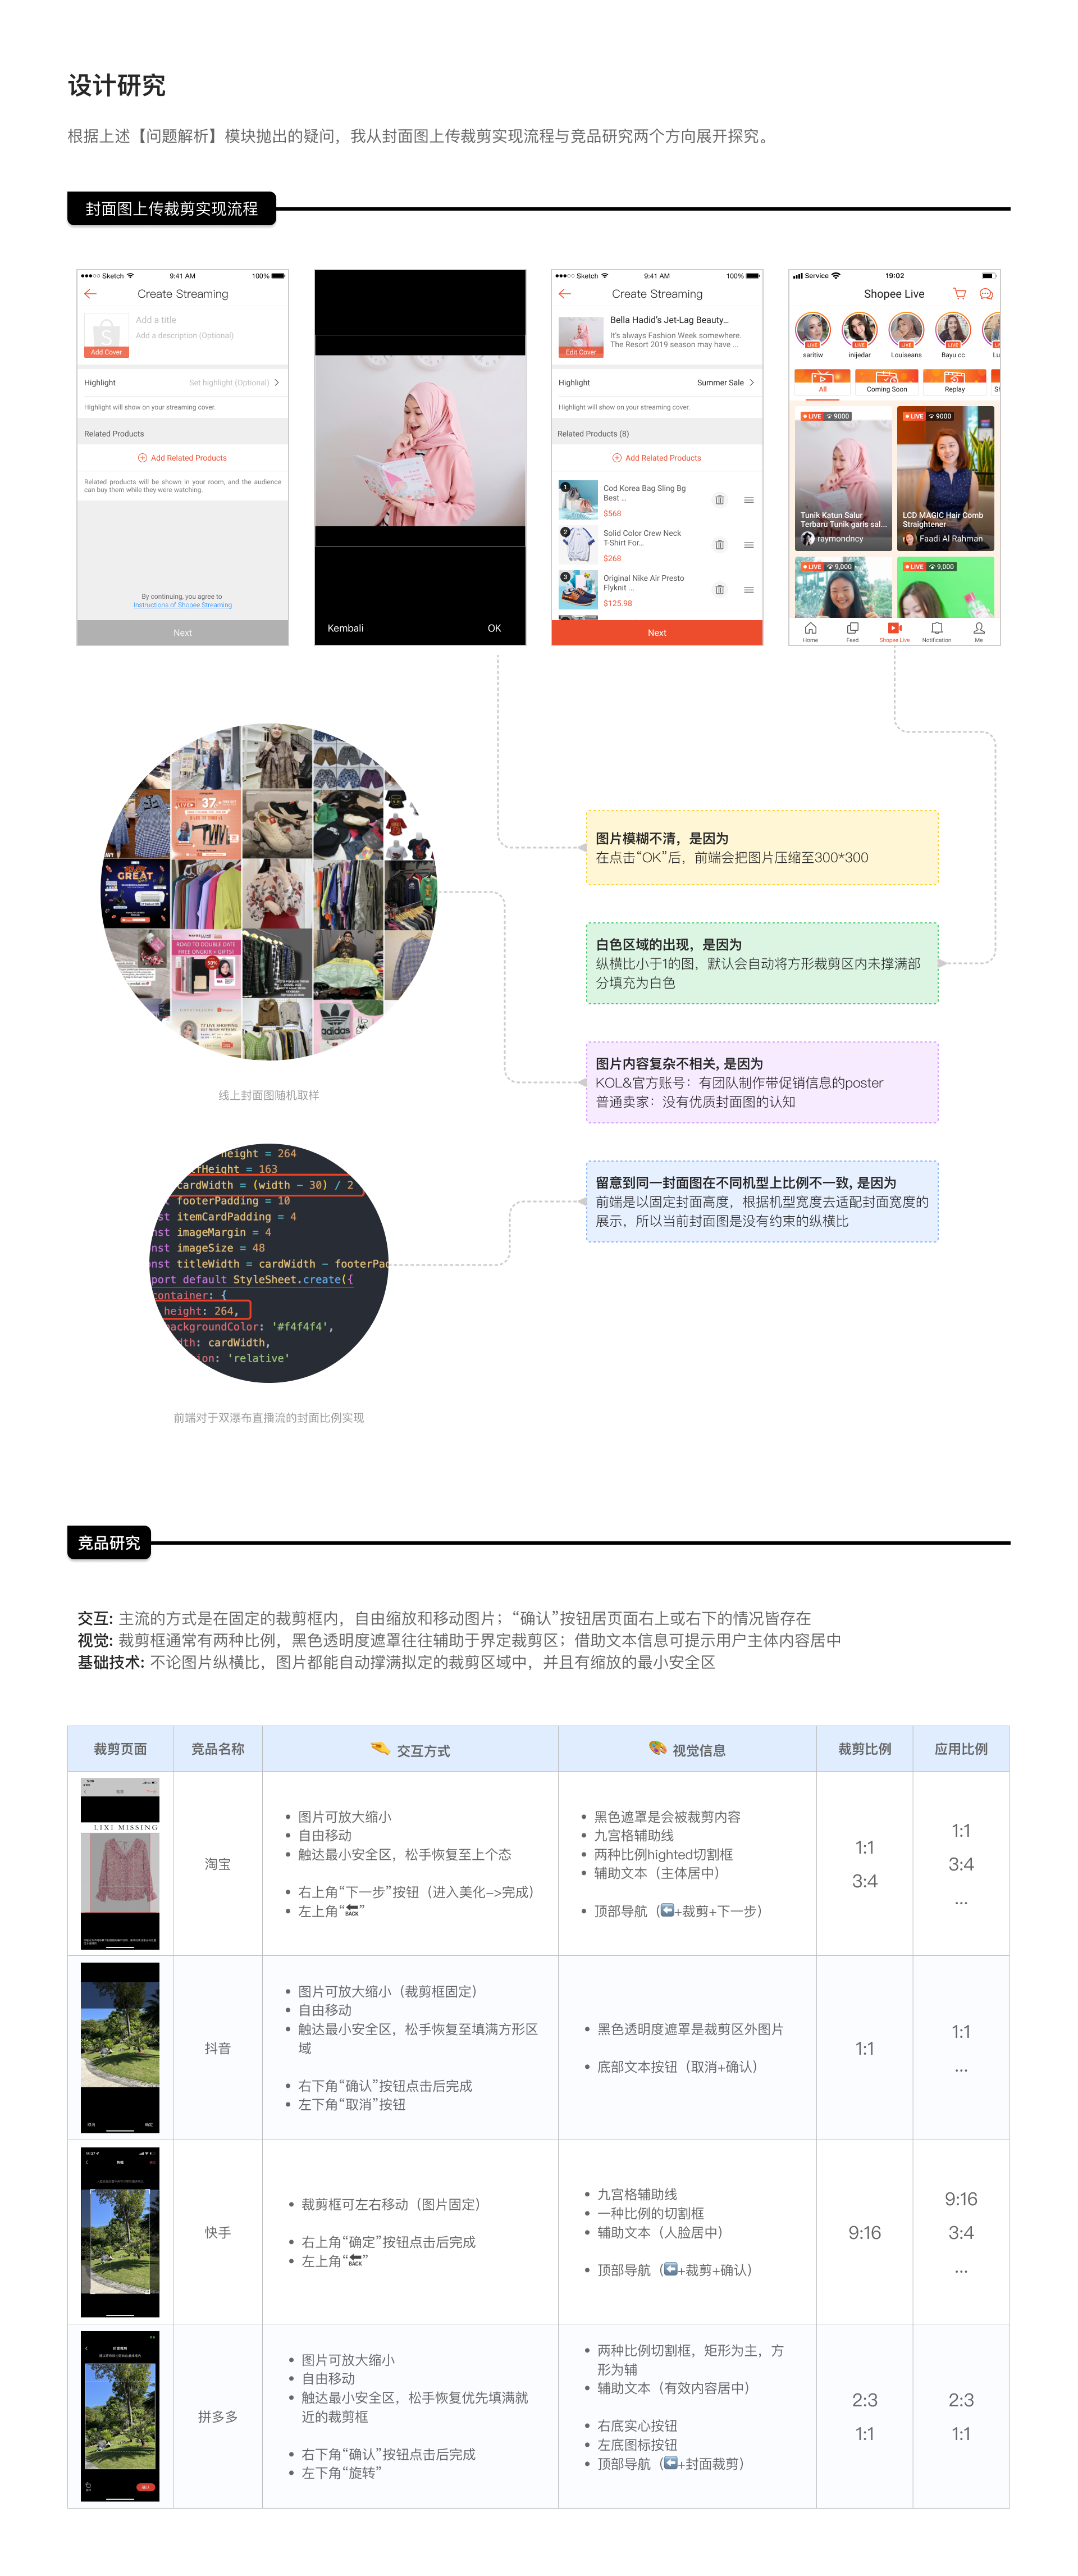 设计研究
根据上述【问题解析】模块抛出的疑问，我从封面图上传裁剪实现流程与竞品研究两个方向展开探究。
封面图上传裁剪实现流程
Sketch 9:41 AM 100%
Create Streaming
Add a title
Add a description (Optional)
Add Cover
Highlight Set highlight (Optional)
Highlight will show on your streaming cover.
Related Products
Add Related Products
Related products will be shown in your room, and the audience
can buy them while they were watching.
By continuing, you agree to
Instructions of Shopee Streaming
Next
Kembali OK
Sketch 9:41 AM 100%
Create Streaming
Bella Hadid's Jet-Lag Beauty...
It's always Fashion Week somewhere.
The Resort 2019 season may have ...
Edit Cover
Highlight Summer Sale
Highlight will show on your streaming cover.
Related Products (8)
Add Related Products
1
Cod Korea Bag Sling Bg
Best ...
$568
2
Solid Color Crew Neck
T-Shirt For...
$268
3
Original Nike Air Presto
Flyknit ...
$125.98
Next
Service 19:02
Shopee Live
LIVE LIVE LIVE LIVE LIVE
saritiw inijedar Louiseans Bayu cc Lu
All Coming Soon Replay
LIVE 9000 LIVE 9000
Tunik Katun Salur
Terbaru Tunik garis sal...
raymondncy
LCD MAGIC Hair Comb
Straightener
Faadi Al Rahman
LIVE 9,000 LIVE 9,000
Home Feed Shopee Live Notification Me
37
GREAT
ROAD TO DOUBLE DATE
FREE ONGKIR + GIFTS!
50%
7.7 LIVE SHOPPING
adidas
线上封面图随机取样
图片模糊不清，是因为
在点击“OK”后，前端会把图片压缩至300*300
白色区域的出现，是因为
纵横比小于1的图，默认会自动将方形裁剪区内未撑满部
分填充为白色
图片内容复杂不相关, 是因为
KOL&官方账号：有团队制作带促销信息的poster
普通卖家：没有优质封面图的认知
留意到同一封面图在不同机型上比例不一致, 是因为
前端是以固定封面高度，根据机型宽度去适配封面宽度的
展示，所以当前封面图是没有约束的纵横比
height = 264
fHeight = 163
cardWidth = (width - 30) / 2
footerPadding = 10
st itemCardPadding = 4
nst imageMargin = 4
nst imageSize = 48
onst titleWidth = cardWidth - footerPad
port default StyleSheet.create({
container: {
height: 264,
ackgroundColor: '#f4f4f4',
dth: cardWidth,
ion: 'relative'
前端对于双瀑布直播流的封面比例实现
竞品研究
交互: 主流的方式是在固定的裁剪框内，自由缩放和移动图片；“确认”按钮居页面右上或右下的情况皆存在
视觉: 裁剪框通常有两种比例，黑色透明度遮罩往往辅助于界定裁剪区；借助文本信息可提示用户主体内容居中
基础技术: 不论图片纵横比，图片都能自动撑满拟定的裁剪区域中，并且有缩放的最小安全区
裁剪页面 竞品名称 交互方式 视觉信息 裁剪比例 应用比例
LIXI MISSING
淘宝
• 图片可放大缩小
• 自由移动
• 触达最小安全区，松手恢复至上个态
• 右上角“下一步”按钮（进入美化->完成）
• 左上角“🔙”
• 黑色遮罩是会被裁剪内容
• 九宫格辅助线
• 两种比例highted切割框
• 辅助文本（主体居中）
• 顶部导航（⬅️+裁剪+下一步）
1:1
3:4
1:1
3:4
...
抖音
• 图片可放大缩小（裁剪框固定）
• 自由移动
• 触达最小安全区，松手恢复至填满方形区
域
• 右下角“确认”按钮点击后完成
• 左下角“取消”按钮
• 黑色透明度遮罩是裁剪区外图片
• 底部文本按钮（取消+确认）
1:1
1:1
...
快手
• 裁剪框可左右移动（图片固定）
• 右上角“确定”按钮点击后完成
• 左上角“🔙”
• 九宫格辅助线
• 一种比例的切割框
• 辅助文本（人脸居中）
• 顶部导航（⬅️+裁剪+确认）
9:16
9:16
3:4
...
拼多多
• 图片可放大缩小
• 自由移动
• 触达最小安全区，松手恢复优先填满就
近的裁剪框
• 右下角“确认”按钮点击后完成
• 左下角“旋转”
• 两种比例切割框，矩形为主，方
形为辅
• 辅助文本（有效内容居中）
• 右底实心按钮
• 左底图标按钮
• 顶部导航（⬅️+封面裁剪）
2:3
1:1
2:3
1:1